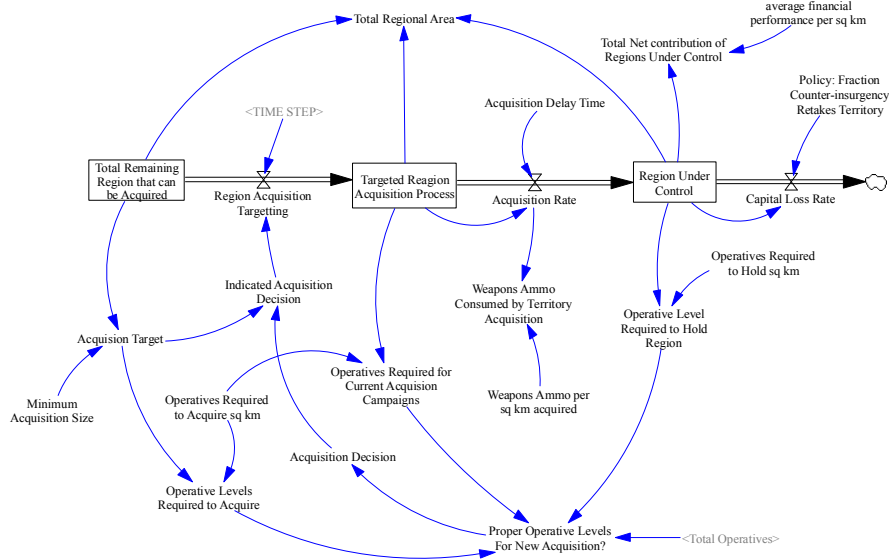 average financial
performance per sq km
Total Regional Area
Total Net contribution of
Regions Under Control
Policy: Fraction
Counter-insurgency
Retakes Territory
<TIME STEP>
Acquisition Delay Time
Total Remaining
Region that can
be Acquired
Region Acquisition
Targetting
Targeted Reagion
Acquisition Process
Acquisition Rate
Region Under
Control
Capital Loss Rate
Operatives Required
to Hold sq km
Indicated Acquisition
Decision
Weapons Ammo
Consumed by Territory
Acquisition
Operative Level
Required to Hold
Region
Acquision Target
Operatives Required for
Current Acquision
Campaigns
Minimum
Acquisition Size
Operatives Required
to Acquire sq km
Weapons Ammo per
sq km acquired
Acquisition Decision
Operative Levels
Required to Acquire
Proper Operative Levels
For New Acquisition?
<Total Operatives>